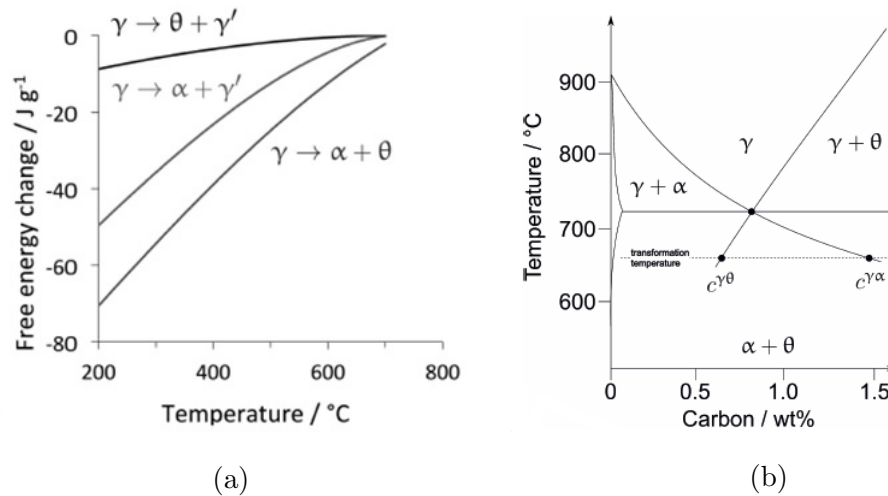 Free energy change / J g⁻¹
0
-20
-40
-60
-80
γ → θ + γ′
γ → α + γ′
γ → α + θ
200 400 600 800
Temperature / °C
(a)
Temperature / °C
900
800
700
600
γ
γ + θ
γ + α
transformation
temperature
c^{γθ}
c^{γα}
α + θ
0 0.5 1.0 1.5
Carbon / wt%
(b)